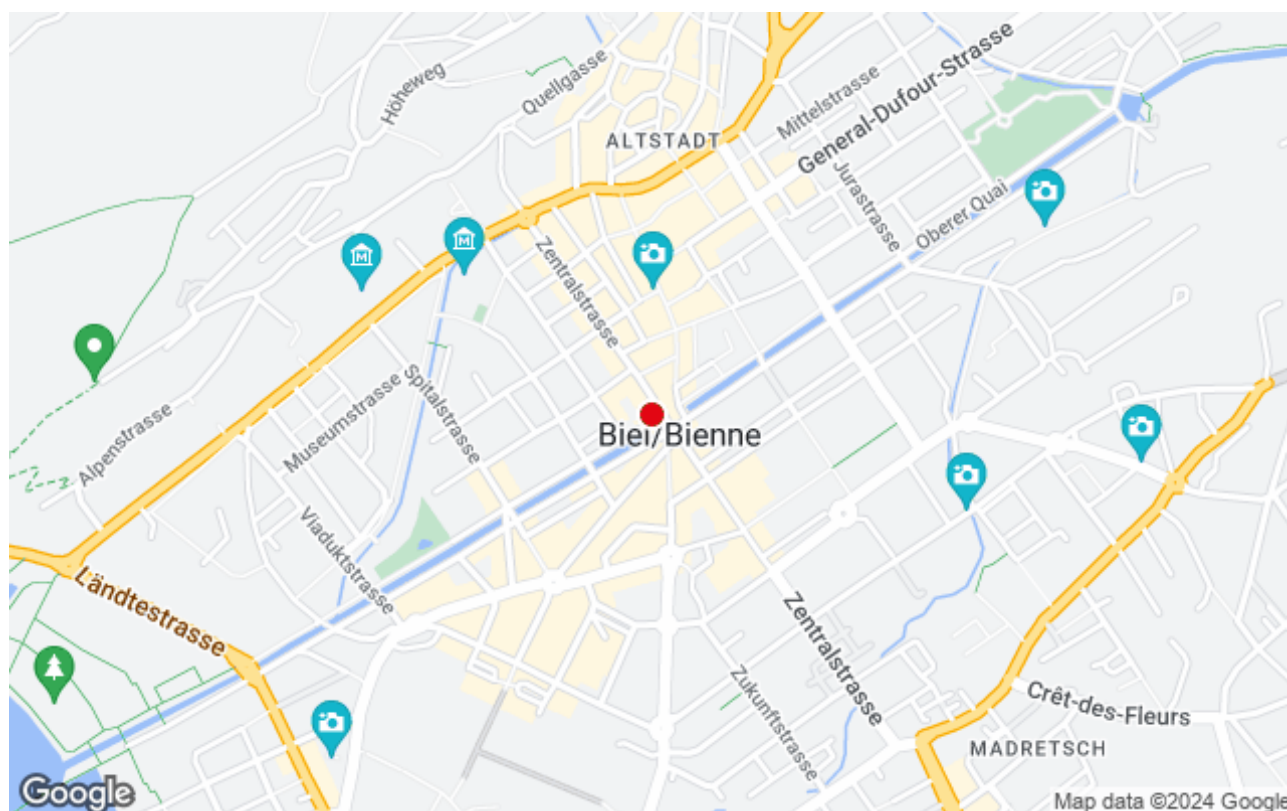 Höheweg
Quellgasse
ALTSTADT
Mittelstrasse
General-Dufour-Strasse
Jurastrasse
Oberer Quai
Zentralstrasse
M
M
Spitalstrasse
Museumstrasse
Alpenstrasse
Biel/Bienne
Viaduktstrasse
Ländtestrasse
Zentralstrasse
Zukunftstrasse
Crêt-des-Fleurs
MADRETSCH
Google
Map data ©2024 Google